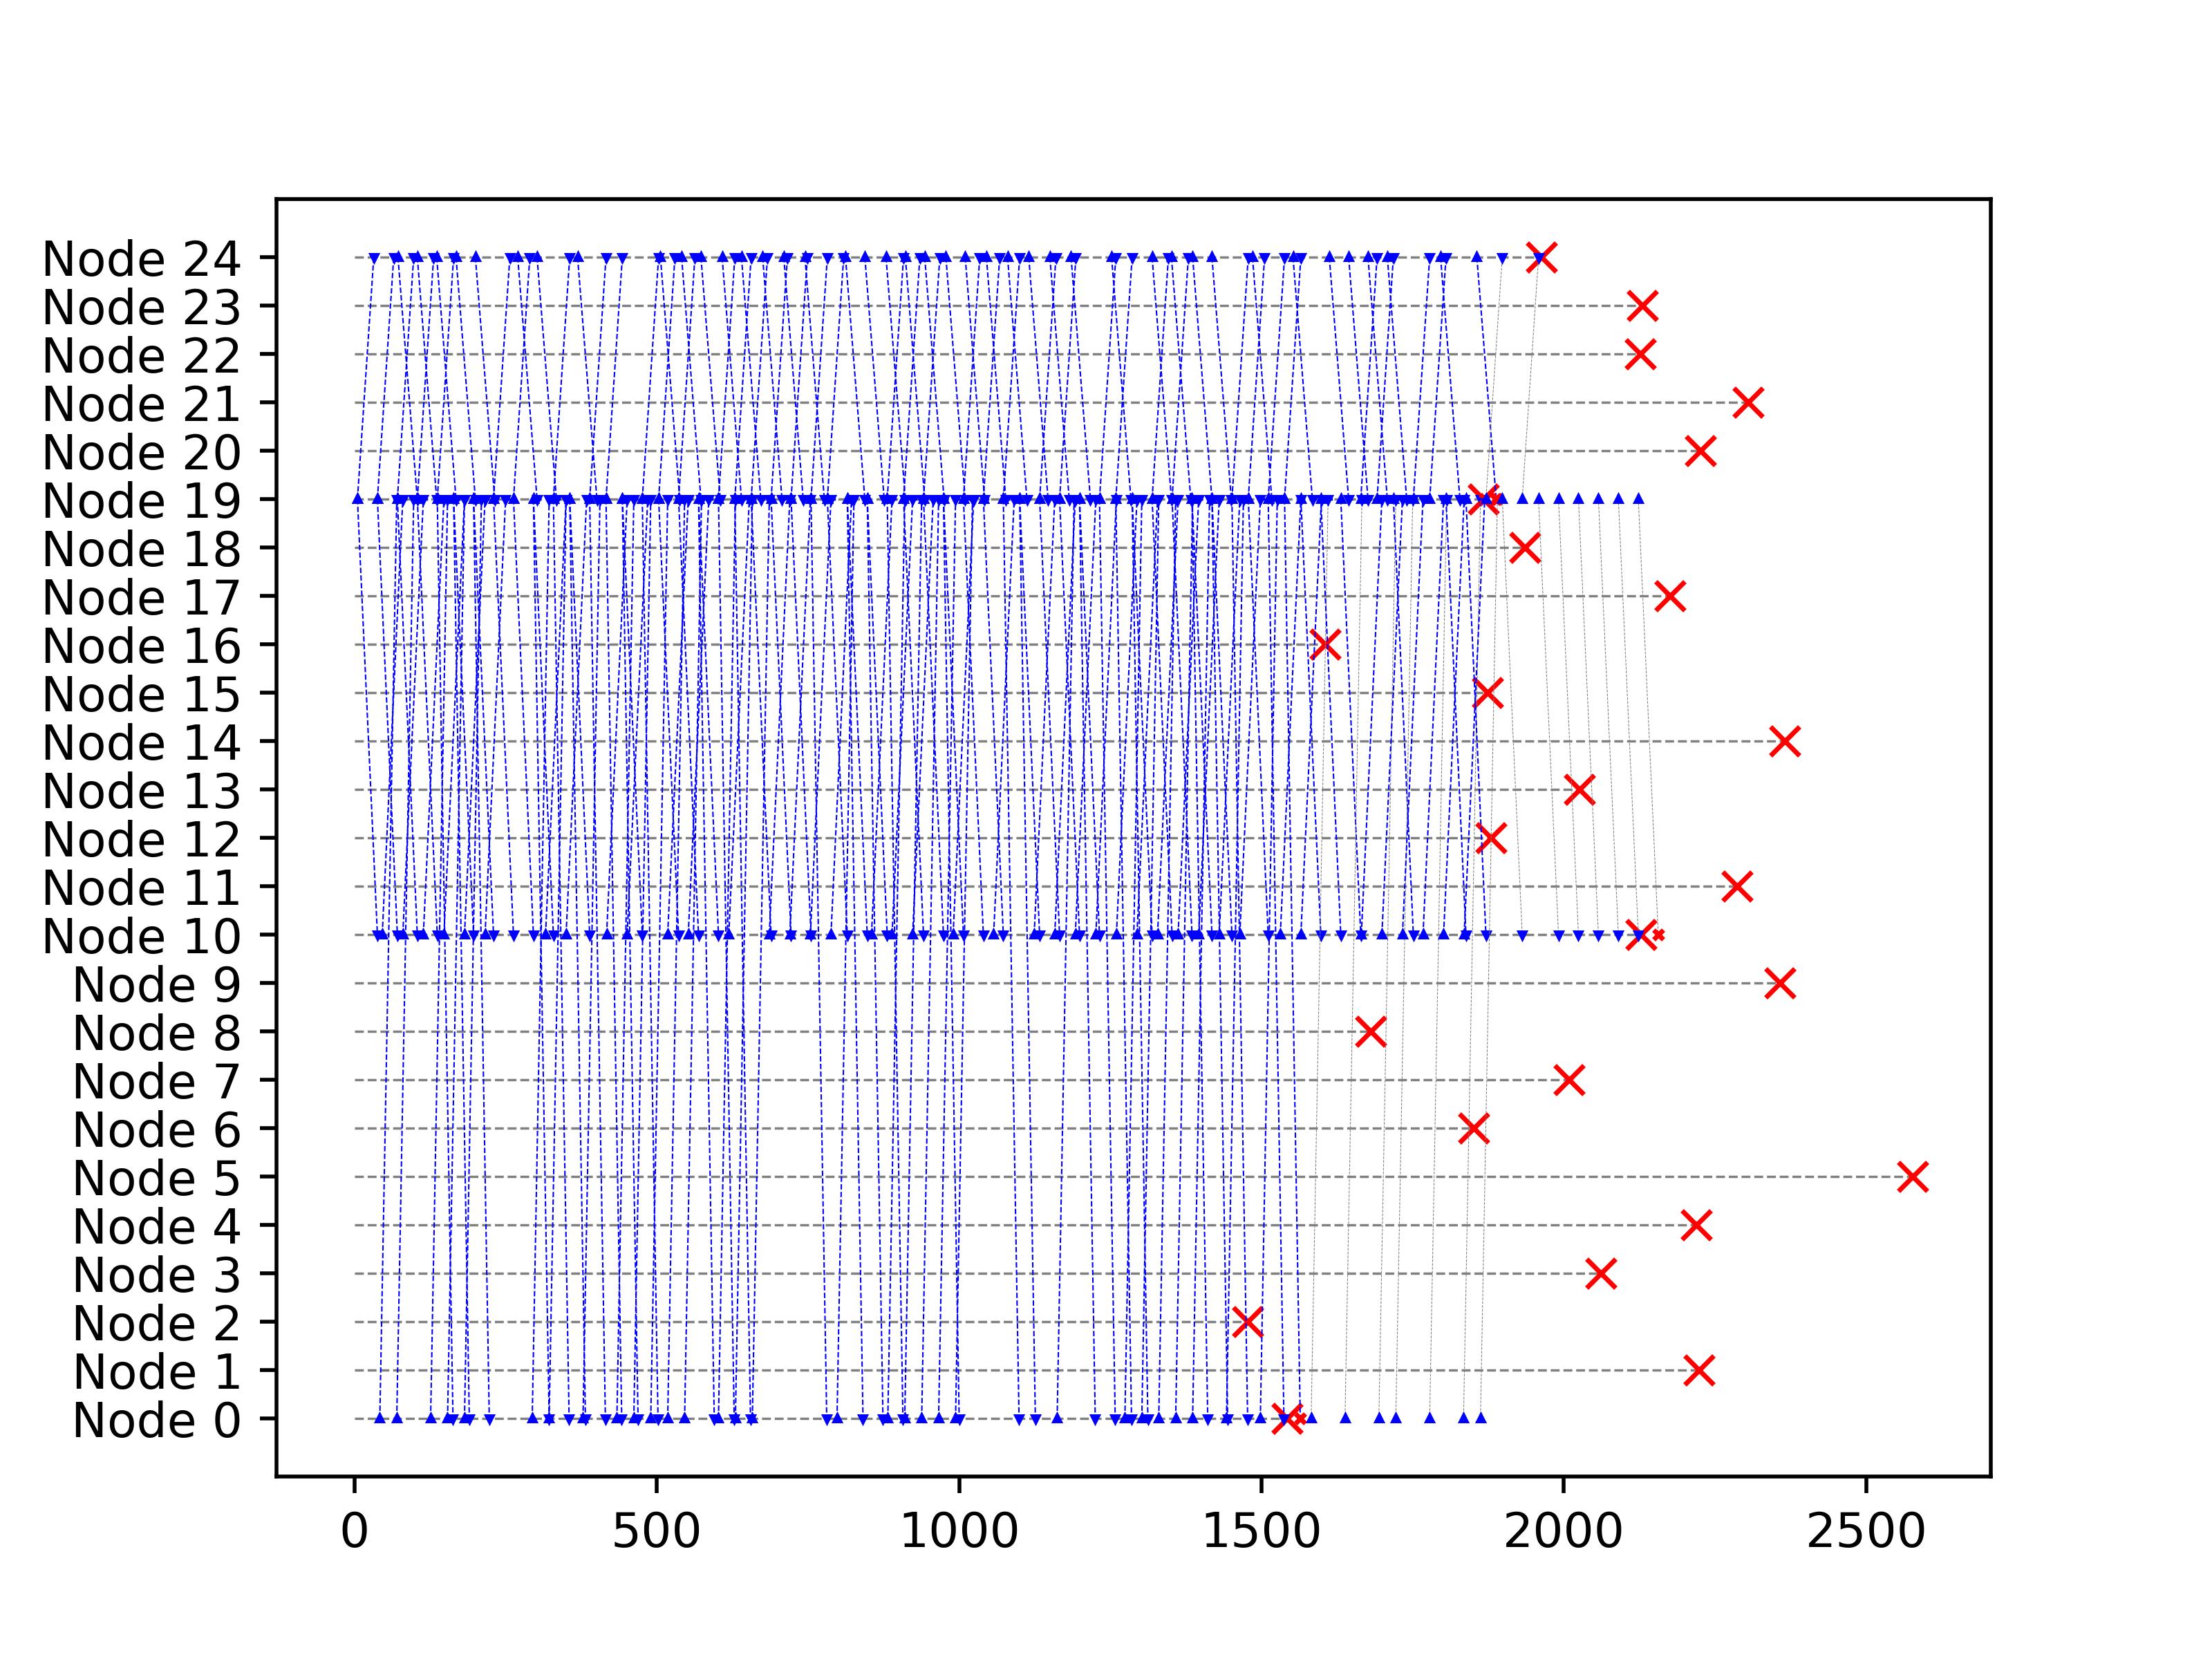 Node 24
Node 23
Node 22
Node 21
Node 20
Node 19
Node 18
Node 17
Node 16
Node 15
Node 14
Node 13
Node 12
Node 11
Node 10
Node 9
Node 8
Node 7
Node 6
Node 5
Node 4
Node 3
Node 2
Node 1
Node 0
0 500 1000 1500 2000 2500